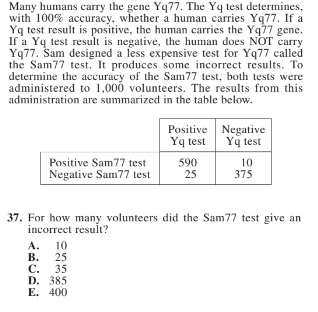 Many humans carry the gene Yq77. The Yq test determines,
with 100% accuracy, whether a human carries Yq77. If a
Yq test result is positive, the human carries the Yq77 gene.
If a Yq test result is negative, the human does NOT carry
Yq77. Sam designed a less expensive test for Yq77 called
the Sam77 test. It produces some incorrect results. To
determine the accuracy of the Sam77 test, both tests were
administered to 1,000 volunteers. The results from this
administration are summarized in the table below.
Positive Negative
Yq test Yq test
Positive Sam77 test 590 10
Negative Sam77 test 25 375
37. For how many volunteers did the Sam77 test give an
incorrect result?
A. 10
B. 25
C. 35
D. 385
E. 400